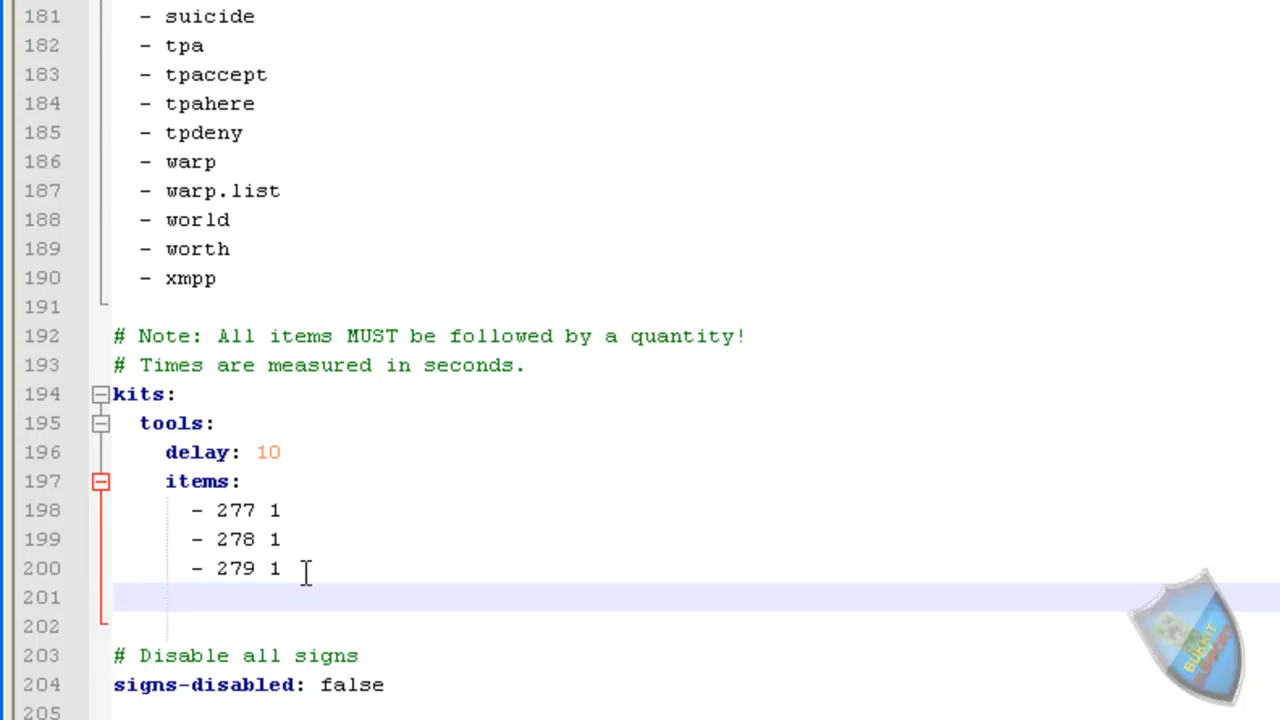 181 - suicide
182 - tpa
183 - tpaccept
184 - tpahere
185 - tpdeny
186 - warp
187 - warp.list
188 - world
189 - worth
190 - xmpp
191
192 # Note: All items MUST be followed by a quantity!
193 # Times are measured in seconds.
194 kits:
195 tools:
196 delay: 10
197 items:
198 - 277 1
199 - 278 1
200 - 279 1
201
202
203 # Disable all signs
204 signs-disabled: false
205
BUKKIT